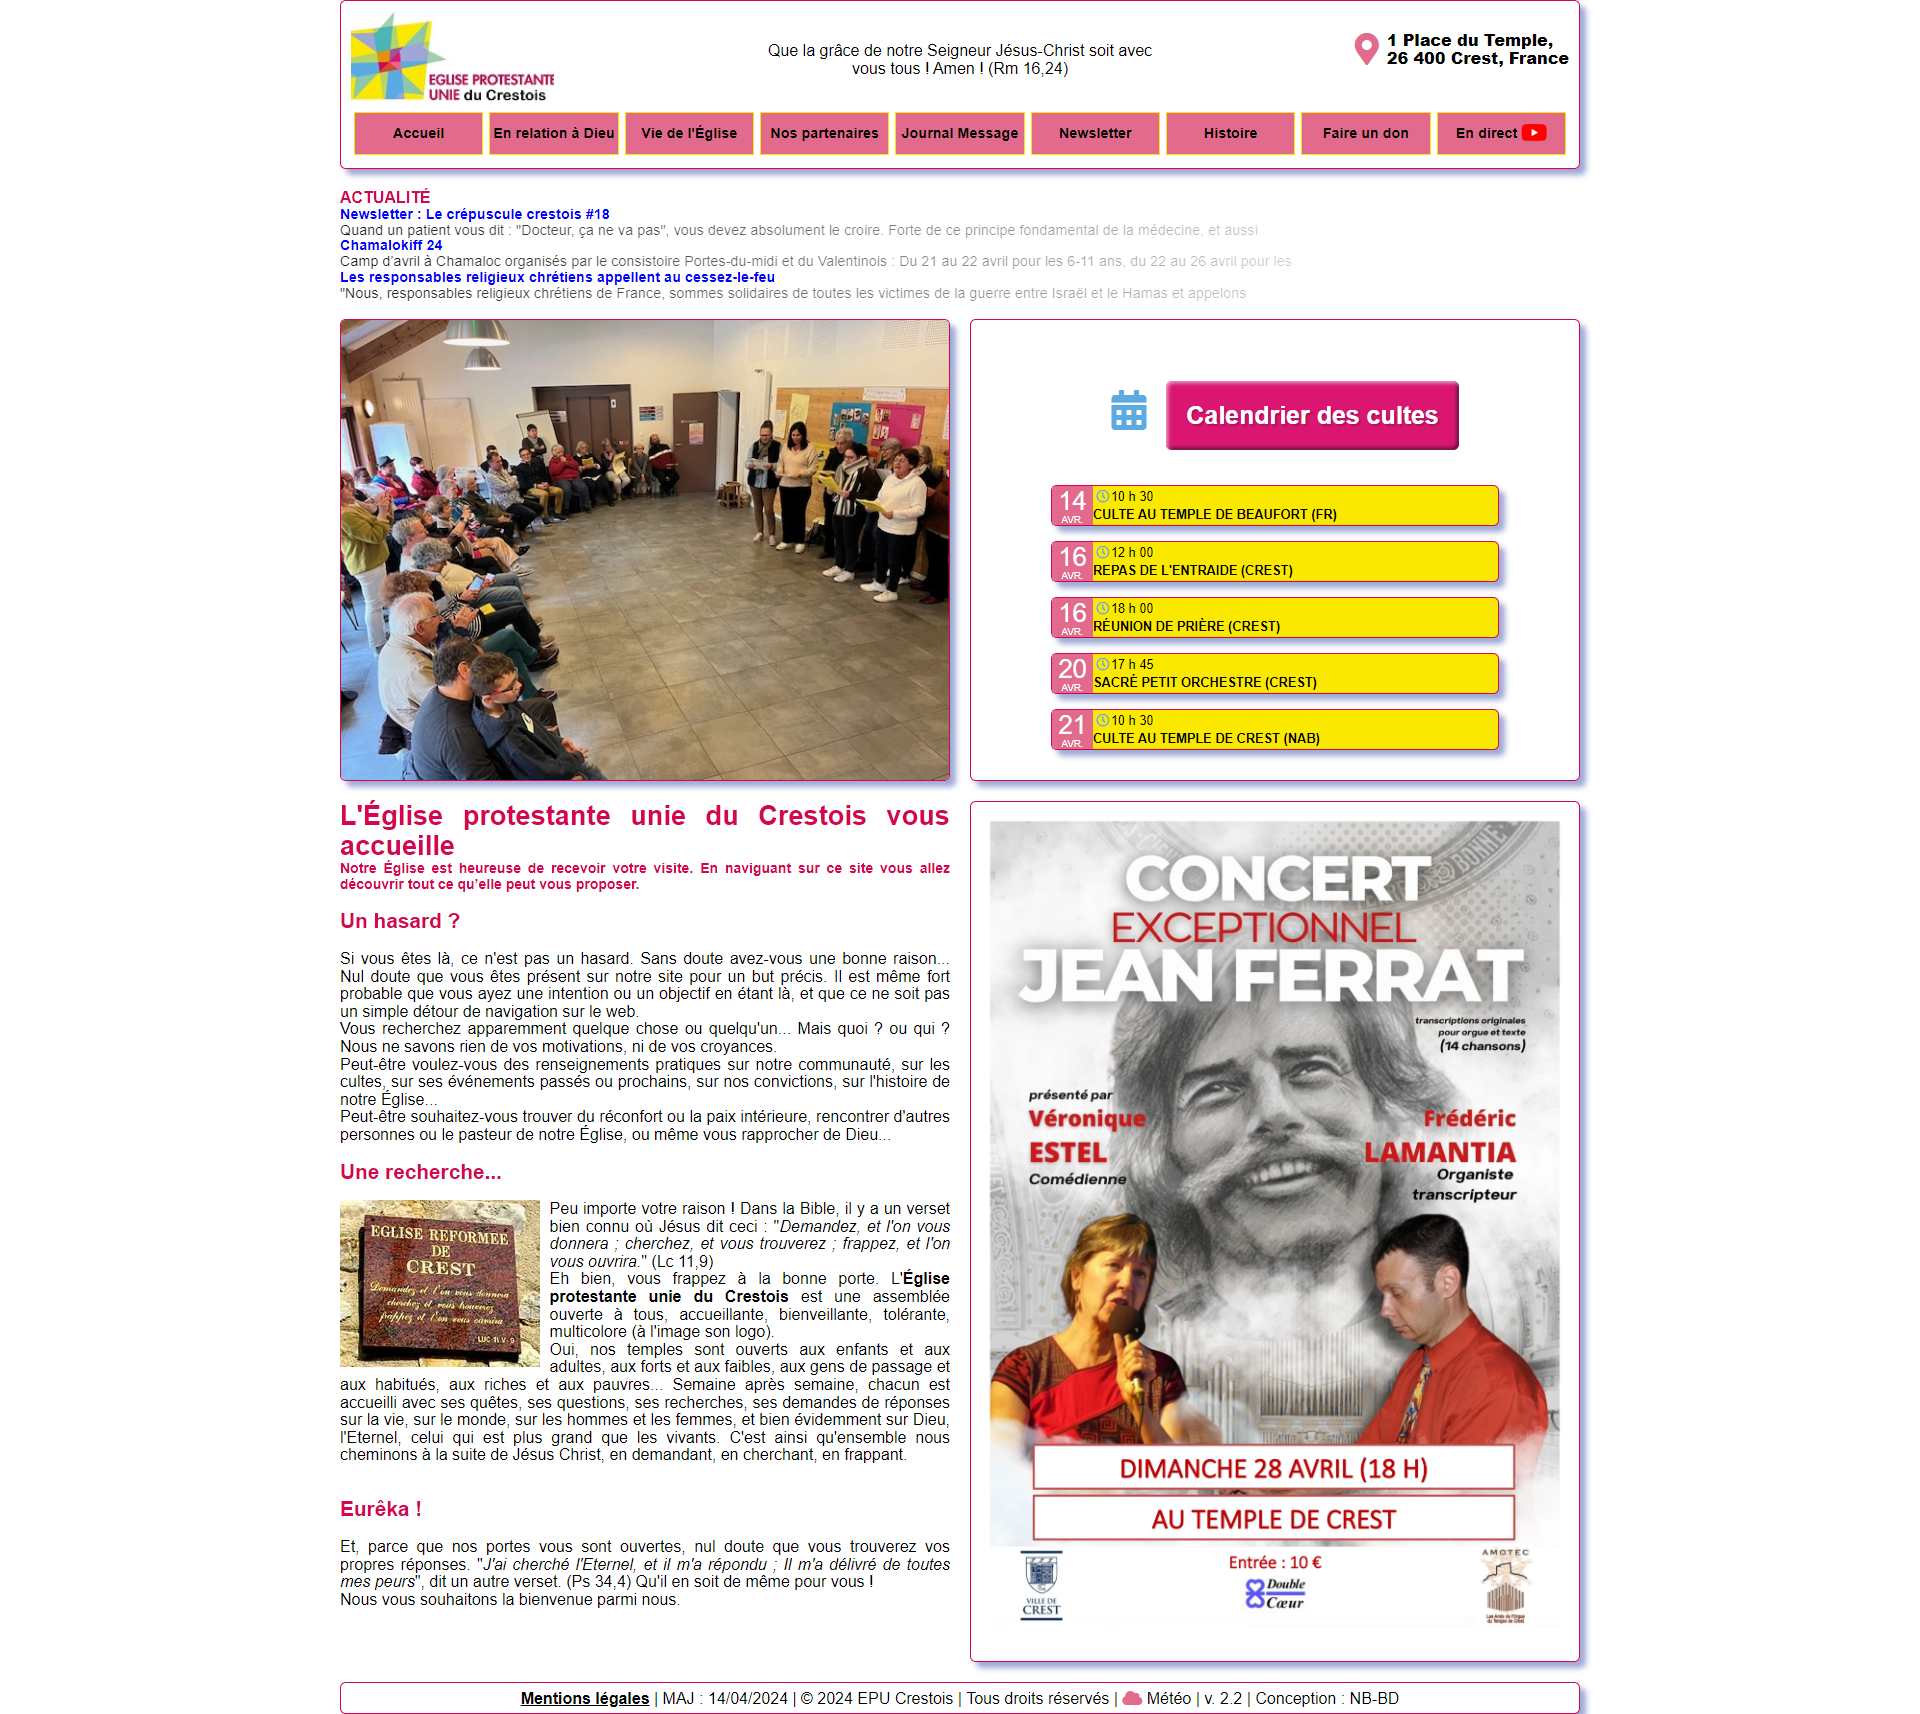 EGLISE PROTESTANTE
UNIE du Crestois
Que la grâce de notre Seigneur Jésus-Christ soit avec
vous tous ! Amen ! (Rm 16,24)
1 Place du Temple,
26 400 Crest, France
Accueil
En relation à Dieu
Vie de l'Église
Nos partenaires
Journal Message
Newsletter
Histoire
Faire un don
En direct
ACTUALITÉ
Newsletter : Le crépuscule crestois #18
Quand un patient vous dit : "Docteur, ça ne va pas", vous devez absolument le croire. Forte de ce principe fondamental de la médecine, et aussi
Chamalokiff 24
Camp d'avril à Chamaloc organisés par le consistoire Portes-du-midi et du Valentinois : Du 21 au 22 avril pour les 6-11 ans, du 22 au 26 avril pour les
Les responsables religieux chrétiens appellent au cessez-le-feu
"Nous, responsables religieux chrétiens de France, sommes solidaires de toutes les victimes de la guerre entre Israël et le Hamas et appelons
Calendrier des cultes
14 AVR.
10 h 30
CULTE AU TEMPLE DE BEAUFORT (FR)
16 AVR.
12 h 00
REPAS DE L'ENTRAIDE (CREST)
16 AVR.
18 h 00
RÉUNION DE PRIÈRE (CREST)
20 AVR.
17 h 45
SACRÉ PETIT ORCHESTRE (CREST)
21 AVR.
10 h 30
CULTE AU TEMPLE DE CREST (NAB)
L'Église protestante unie du Crestois vous
accueille
Notre Église est heureuse de recevoir votre visite. En naviguant sur ce site vous allez
découvrir tout ce qu'elle peut vous proposer.
Un hasard ?
Si vous êtes là, ce n'est pas un hasard. Sans doute avez-vous une bonne raison...
Nul doute que vous êtes présent sur notre site pour un but précis. Il est même fort
probable que vous ayez une intention ou un objectif en étant là, et que ce ne soit pas
un simple détour de navigation sur le web.
Vous recherchez apparemment quelque chose ou quelqu'un... Mais quoi ? ou qui ?
Nous ne savons rien de vos motivations, ni de vos croyances.
Peut-être voulez-vous des renseignements pratiques sur notre communauté, sur les
cultes, sur ses événements passés ou prochains, sur nos convictions, sur l'histoire de
notre Église...
Peut-être souhaitez-vous trouver du réconfort ou la paix intérieure, rencontrer d'autres
personnes ou le pasteur de notre Église, ou même vous rapprocher de Dieu...
Une recherche...
EGLISE REFORMEE
DE
CREST
Demandez et l'on vous donnera
cherchez et vous trouverez
frappez et l'on vous ouvrira
LUC 11 V. 9
Peu importe votre raison ! Dans la Bible, il y a un verset
bien connu où Jésus dit ceci : "Demandez, et l'on vous
donnera ; cherchez, et vous trouverez ; frappez, et l'on
vous ouvrira." (Lc 11,9)
Eh bien, vous frappez à la bonne porte. L'Église
protestante unie du Crestois est une assemblée
ouverte à tous, accueillante, bienveillante, tolérante,
multicolore (à l'image son logo).
Oui, nos temples sont ouverts aux enfants et aux
adultes, aux forts et aux faibles, aux gens de passage et
aux habitués, aux riches et aux pauvres... Semaine après semaine, chacun est
accueilli avec ses quêtes, ses questions, ses recherches, ses demandes de réponses
sur la vie, sur le monde, sur les hommes et les femmes, et bien évidemment sur Dieu,
l'Eternel, celui qui est plus grand que les vivants. C'est ainsi qu'ensemble nous
cheminons à la suite de Jésus Christ, en demandant, en cherchant, en frappant.
Eurêka !
Et, parce que nos portes vous sont ouvertes, nul doute que vous trouverez vos
propres réponses. "J'ai cherché l'Eternel, et il m'a répondu ; Il m'a délivré de toutes
mes peurs", dit un autre verset. (Ps 34,4) Qu'il en soit de même pour vous !
Nous vous souhaitons la bienvenue parmi nous.
CONCERT
EXCEPTIONNEL
JEAN FERRAT
transcriptions originales
pour orgue et texte
(14 chansons)
présenté par
Véronique
ESTEL
Comédienne
Frédéric
LAMANTIA
Organiste
transcripteur
DIMANCHE 28 AVRIL (18 H)
AU TEMPLE DE CREST
Entrée : 10 €
VILLE DE
CREST
Double
Cœur
AMOTEC
Les Amis de l'Orgue
du Temple de Crest
Mentions légales | MAJ : 14/04/2024 | © 2024 EPU Crestois | Tous droits réservés | Météo | v. 2.2 | Conception : NB-BD